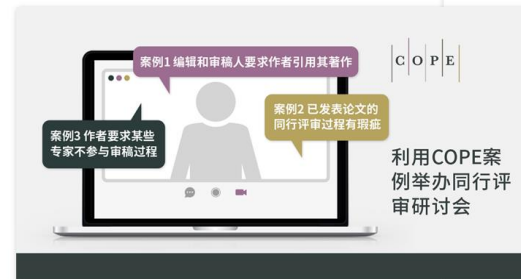 案例1 编辑和审稿人要求作者引用其著作
COPE
案例2 已发表论文的
同行评审过程有瑕疵
案例3 作者要求某些
专家不参与审稿过程
利用COPE案
例举办同行评
审研讨会